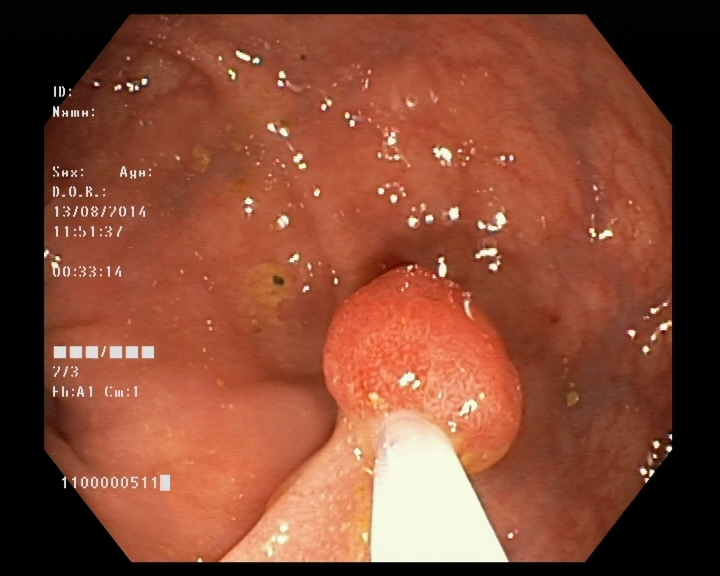 ID:
Name:
Sex: Age:
D.O.B.:
13/08/2014
11:51:37
00:33:14
■■■/■■■
2/3
Eh:A1 Cm:1
1100000511